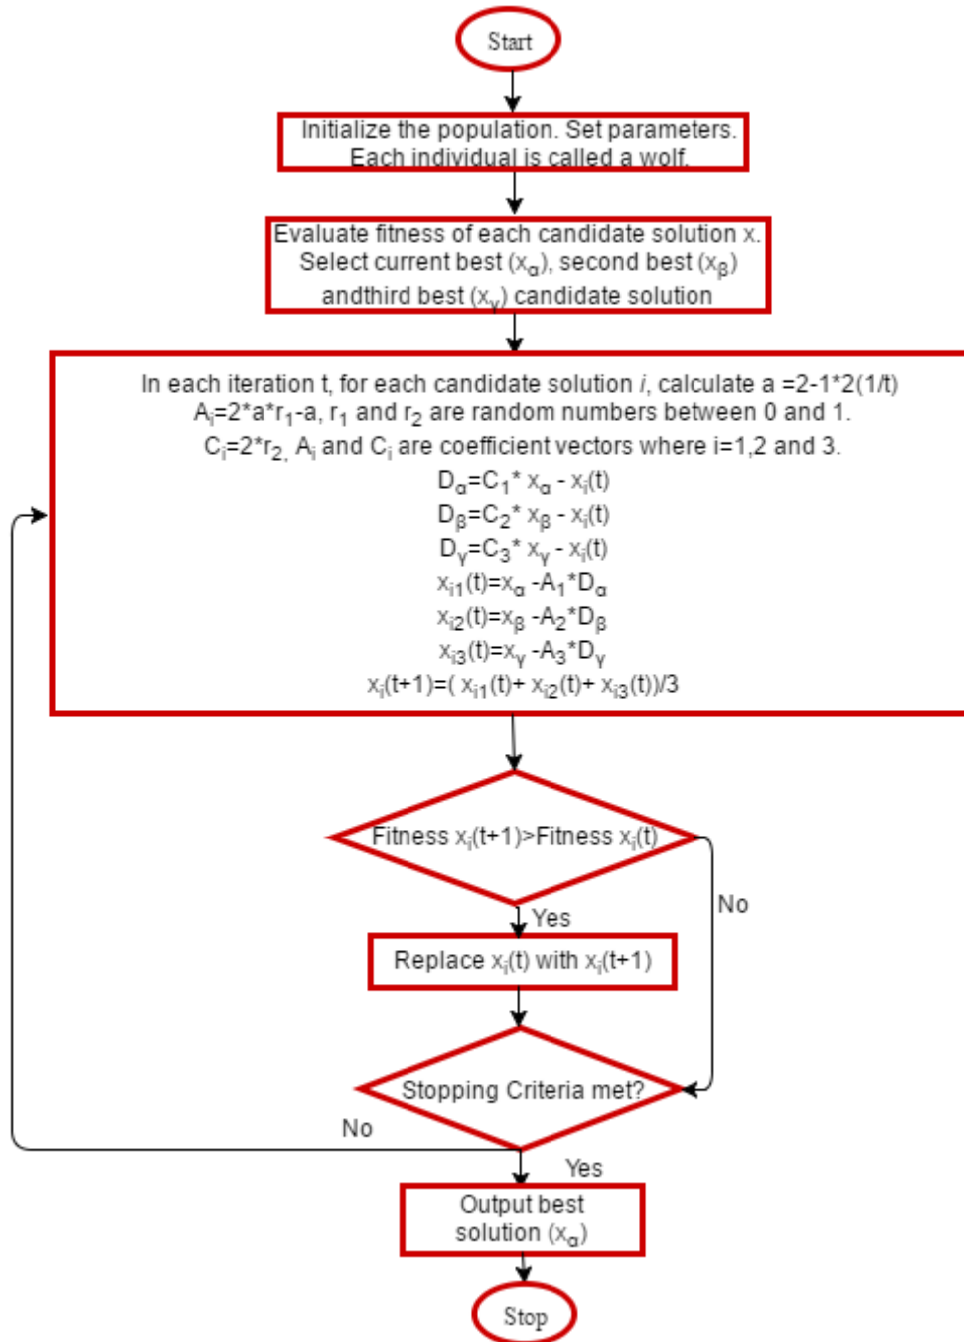 Start
Initialize the population. Set parameters.
Each individual is called a wolf.
Evaluate fitness of each candidate solution x.
Select current best (xα), second best (xβ)
andthird best (xγ) candidate solution
In each iteration t, for each candidate solution i, calculate a =2-1*2(1/t)
Ai=2*a*r1-a, r1 and r2 are random numbers between 0 and 1.
Ci=2*r2, Ai and Ci are coefficient vectors where i=1,2 and 3.
Dα=C1* xα - xi(t)
Dβ=C2* xβ - xi(t)
Dγ=C3* xγ - xi(t)
xi1(t)=xα -A1*Dα
xi2(t)=xβ -A2*Dβ
xi3(t)=xγ -A3*Dγ
xi(t+1)=( xi1(t)+ xi2(t)+ xi3(t))/3
Fitness xi(t+1)>Fitness xi(t)
No
Yes
Replace xi(t) with xi(t+1)
Stopping Criteria met?
No
Yes
Output best
solution (xα)
Stop